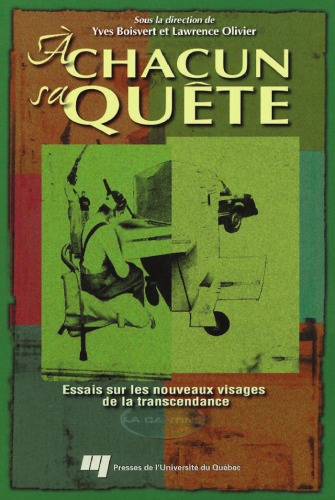 Sous la direction de
Yves Boisvert et Lawrence Olivier
À CHACUN
sa QUÊTE
Essais sur les nouveaux visages
de la transcendance
Presses de l'Université du Québec